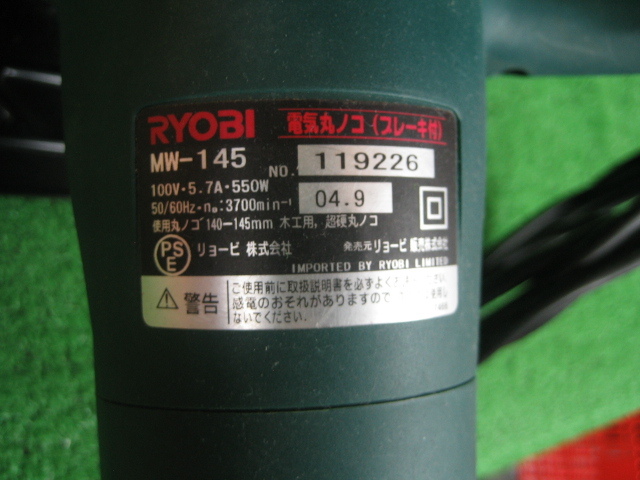 RYOBI 電気丸ノコ(ブレーキ付)
MW-145 NO. 119226
100V・5.7A・550W
50/60Hz・n₀:3700min⁻¹ 04.9
使用丸ノコ 140-145mm 木工用,超硬丸ノコ
PS E リョービ 株式会社 発売元 リョービ 販売株式会社
IMPORTED BY RYOBI LIMITED
⚠警告 ご使用前に取扱説明書を必ずよく
感電のおそれがありますので
ないでください。